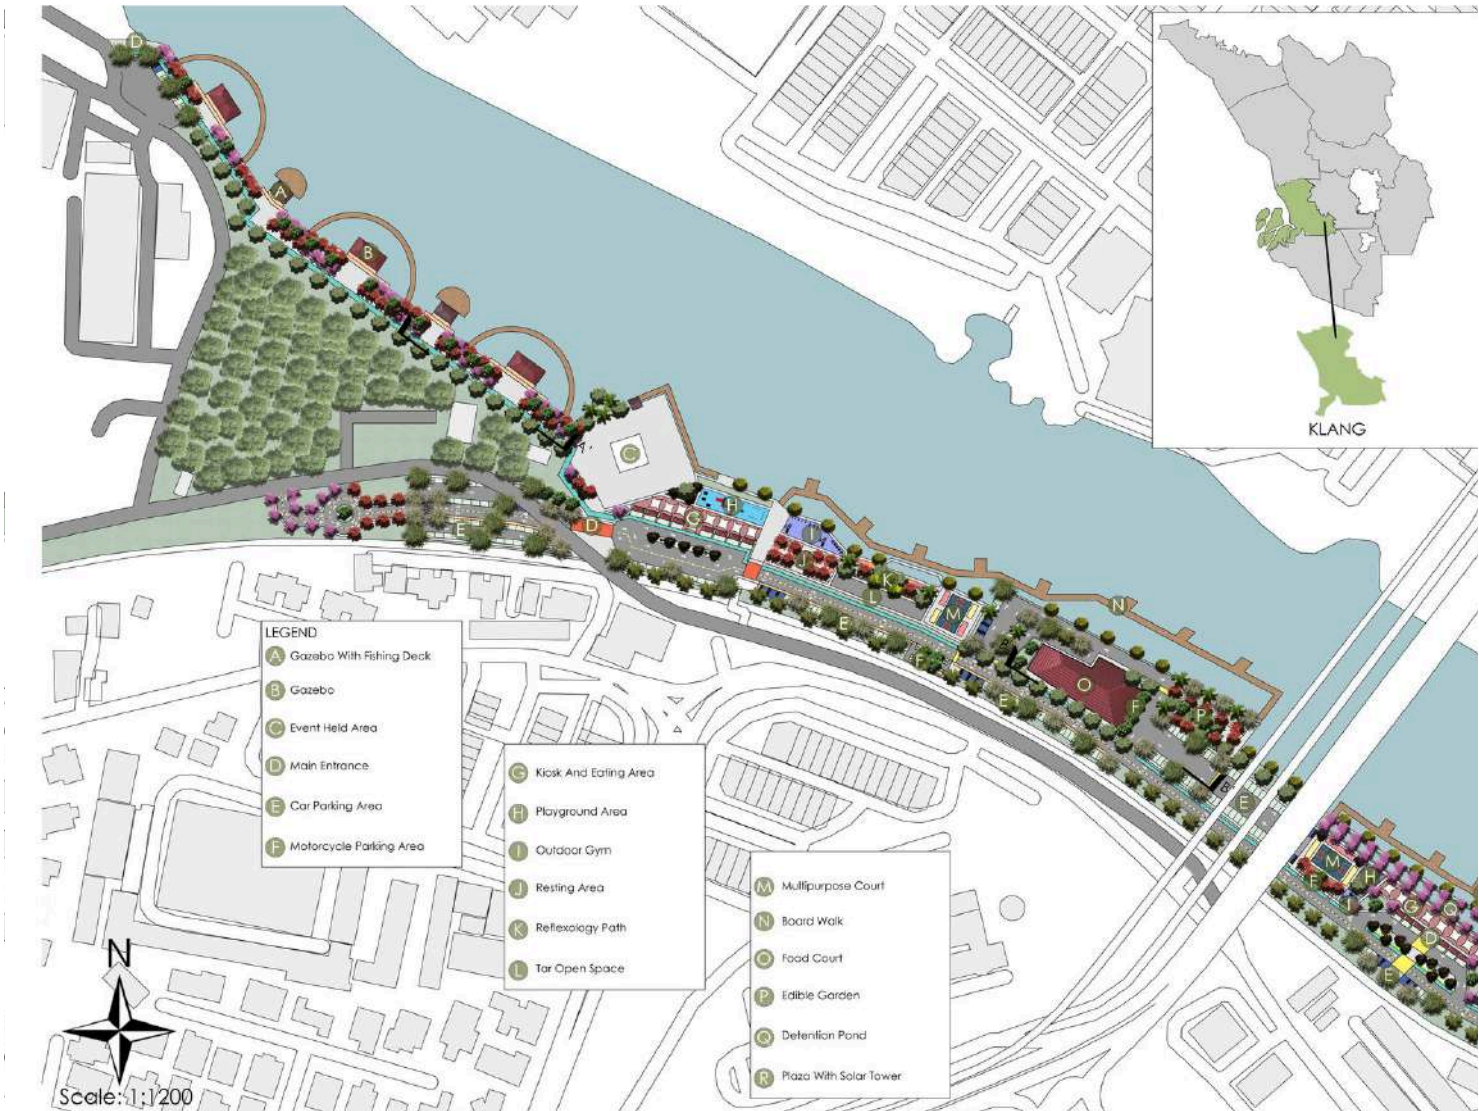 D
A
B
C
A'
H
G
D
E
I
J
K
L
M
N
E
F
O
F
P
E
B'
E
M
H
F
I
G
Q
D
E
KLANG
LEGEND
A Gazebo With Fishing Deck
B Gazebo
C Event Held Area
D Main Entrance
E Car Parking Area
F Motorcycle Parking Area
G Kiosk And Eating Area
H Playground Area
I Outdoor Gym
J Resting Area
K Reflexology Path
L Tar Open Space
M Multipurpose Court
N Board Walk
O Food Court
P Edible Garden
Q Detention Pond
R Plaza With Solar Tower
N
Scale: 1:1200